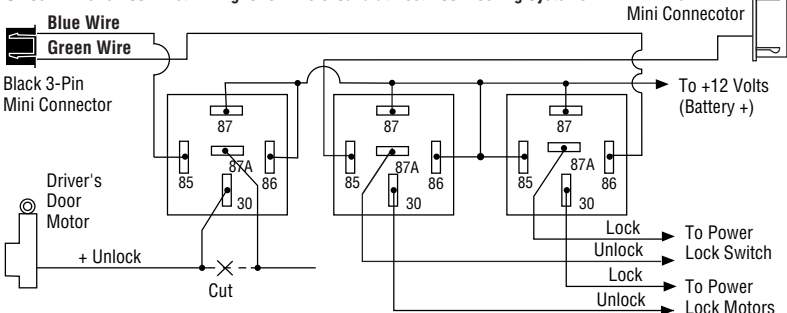 Mini Connecotor
Blue Wire
Green Wire
Black 3-Pin
Mini Connector
To +12 Volts
(Battery +)
87
87
87
87A
87A
87A
85
86
85
86
85
86
30
30
30
Driver's
Door
Motor
+ Unlock
Cut
Lock
To Power
Unlock
Lock Switch
Lock
To Power
Unlock
Lock Motors